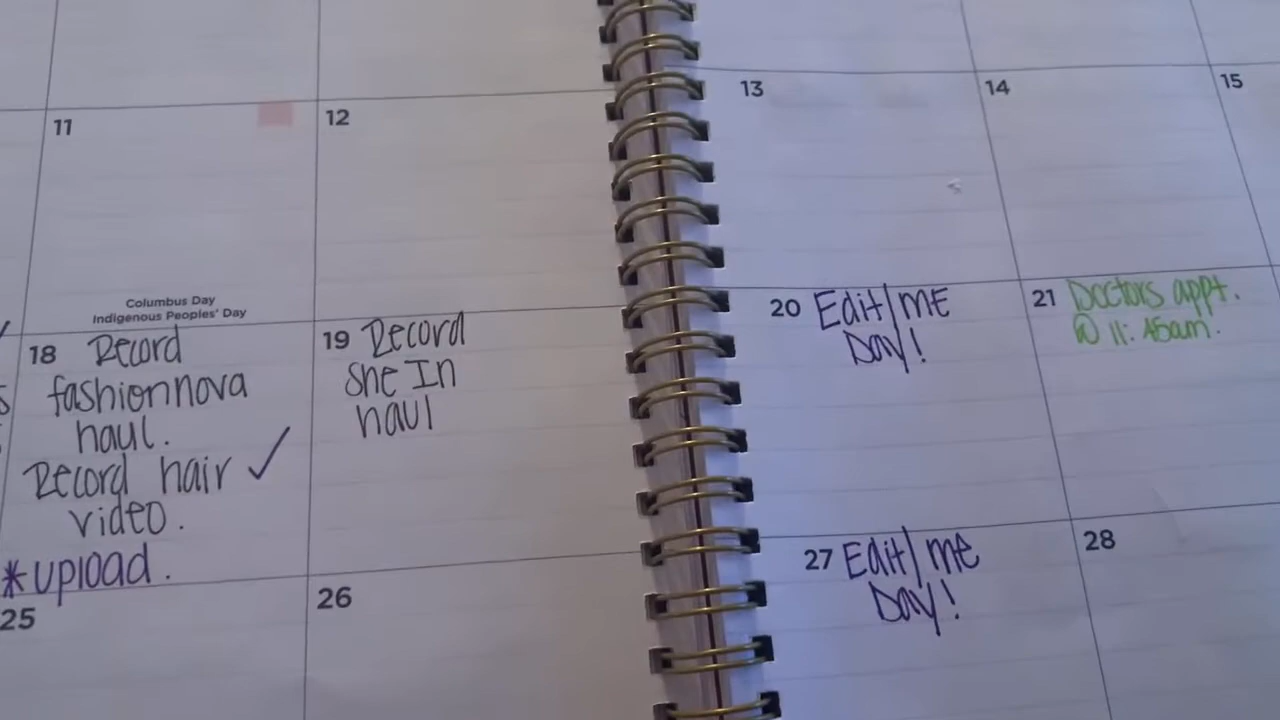 11
12
13
14
15
Columbus Day
Indigenous Peoples' Day
18 Record
fashionnova
haul.
Record hair ✓
video.
*upload.
19 Record
She In
haul
20 Edit/me
Day!
21 Doctors appt.
@ 11:45am.
25
26
27 Edit/me
Day!
28